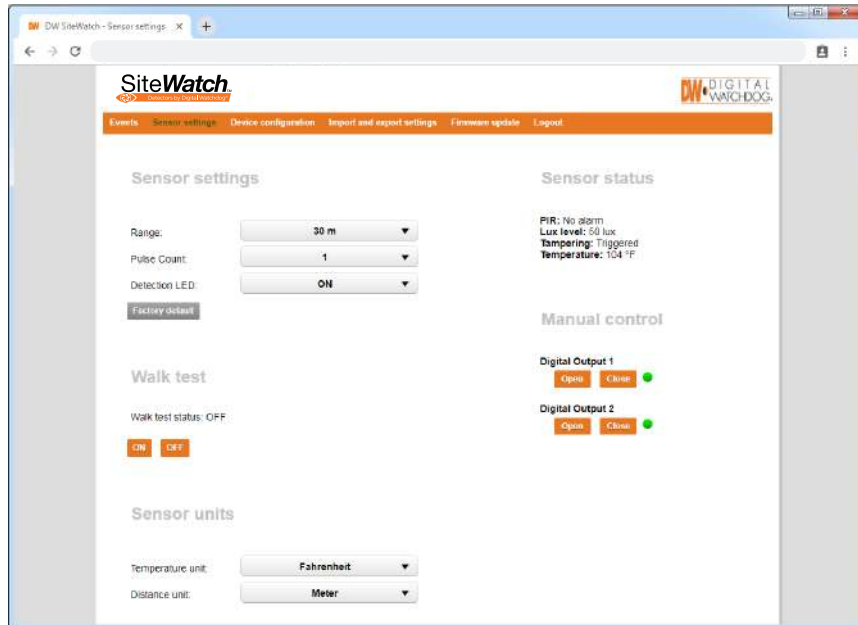 DW SiteWatch - Sensor settings
SiteWatch™
Detectors by Digital Watchdog
DW DIGITAL
WATCHDOG.
Events Sensor settings Device configuration Import and export settings Firmware update Logout
Sensor settings
Range: 30 m
Pulse Count: 1
Detection LED: ON
Factory default
Walk test
Walk test status: OFF
ON OFF
Sensor units
Temperature unit: Fahrenheit
Distance unit: Meter
Sensor status
PIR: No alarm
Lux level: 50 lux
Tampering: Triggered
Temperature: 104 °F
Manual control
Digital Output 1
Open Close
Digital Output 2
Open Close